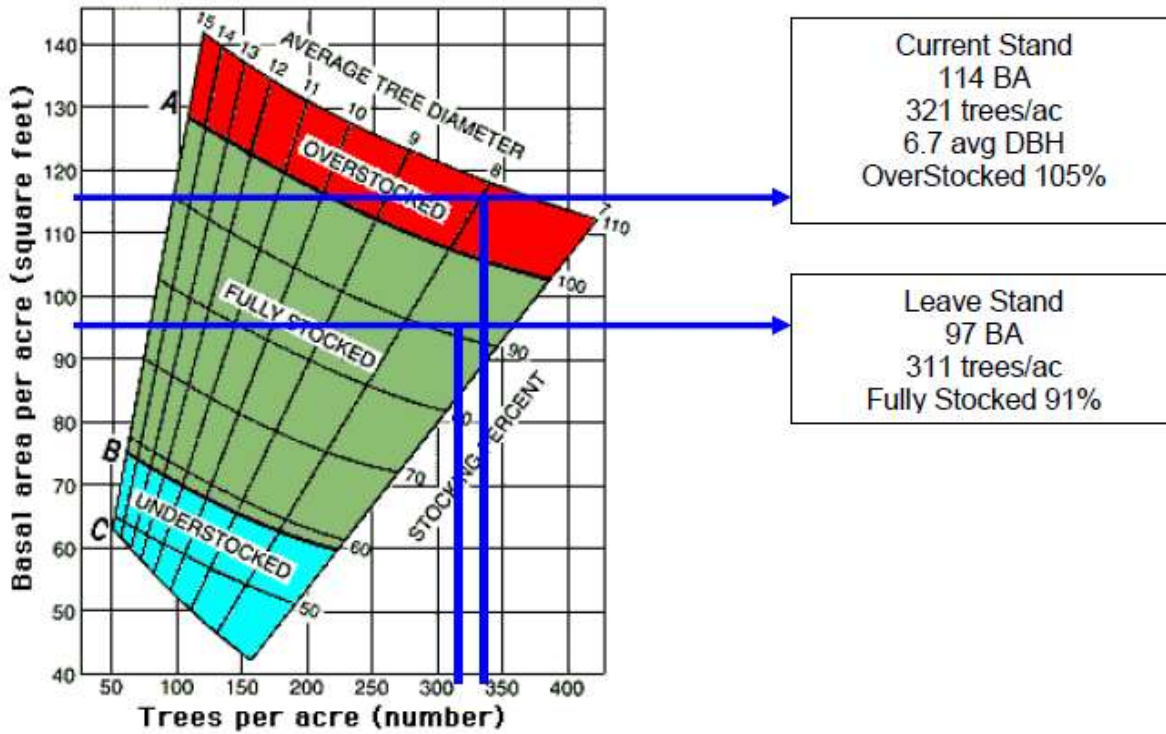 140
130
120
110
100
90
80
70
60
50
40
Basal area per acre (square feet)
50
100
150
200
250
300
350
400
Trees per acre (number)
15
14
13
12
11
10
9
8
7
AVERAGE TREE DIAMETER
A
OVERSTOCKED
FULLY STOCKED
B
UNDERSTOCKED
C
110
100
90
70
60
50
STOCKING PERCENT
Current Stand
114 BA
321 trees/ac
6.7 avg DBH
OverStocked 105%
Leave Stand
97 BA
311 trees/ac
Fully Stocked 91%